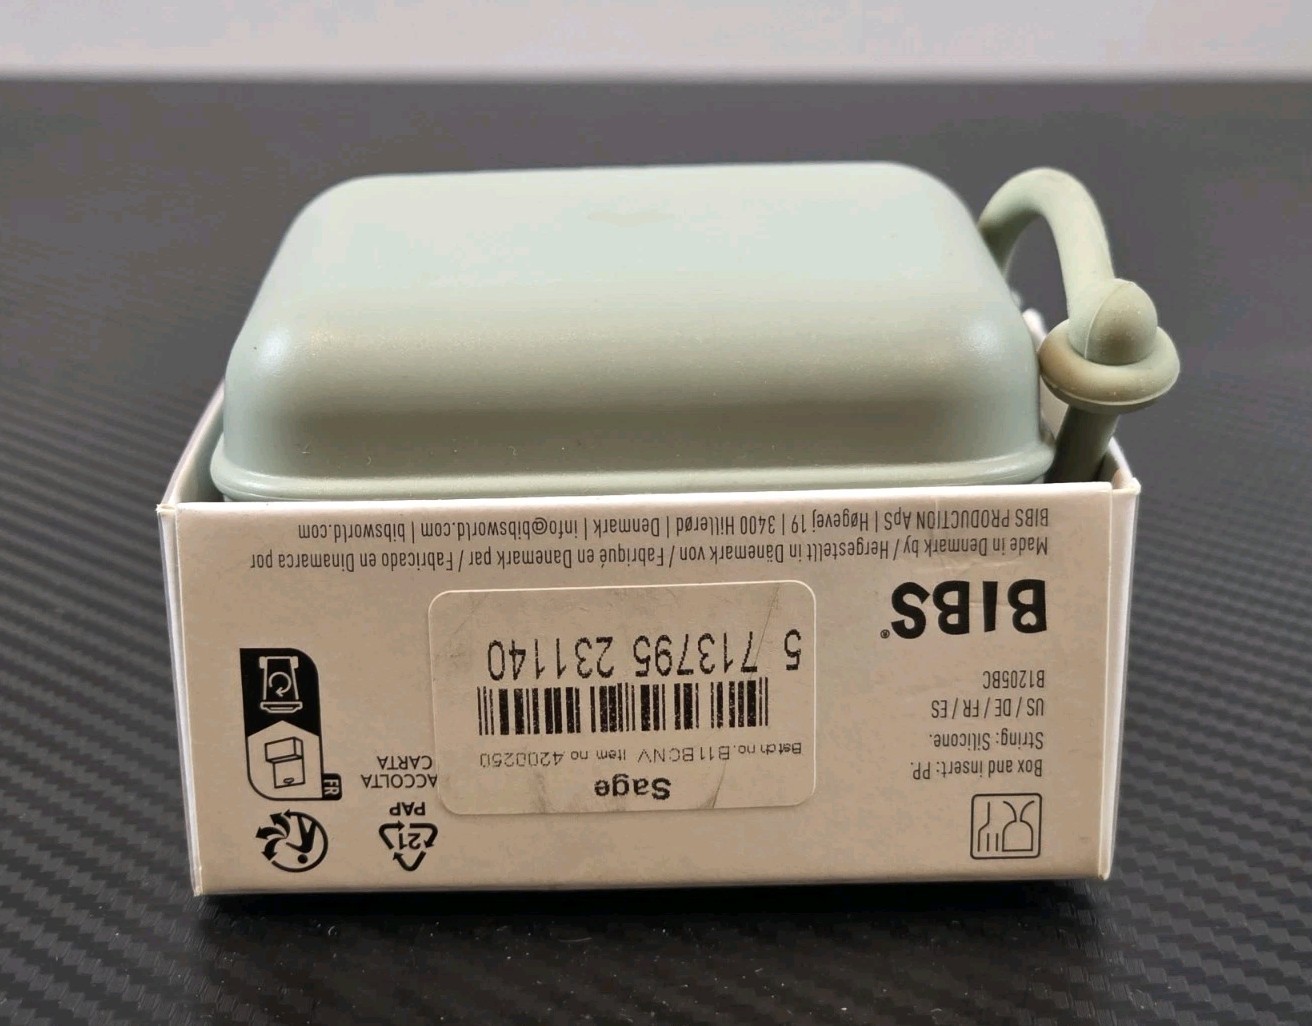 Sage
Batch no. B11BCNV Item no 4200250
5 713795 231140
Box and insert: PP.
String: Silicone.
US / DE / FR / ES
B1205BC
BIBS®
Made in Denmark by / Hergestellt in Dänemark von / Fabriqué en Danemark par / Fabricado en Dinamarca por
BIBS PRODUCTION ApS | Høgevej 19 | 3400 Hillerød | Denmark | info@bibsworld.com | bibsworld.com
21
PAP
ACCOLTA
CARTA
FR